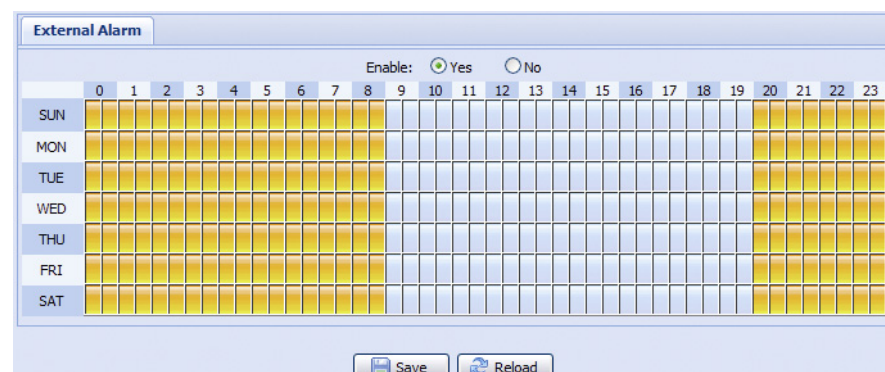 External Alarm
Enable: Yes No
0 1 2 3 4 5 6 7 8 9 10 11 12 13 14 15 16 17 18 19 20 21 22 23
SUN
MON
TUE
WED
THU
FRI
SAT
Save Reload